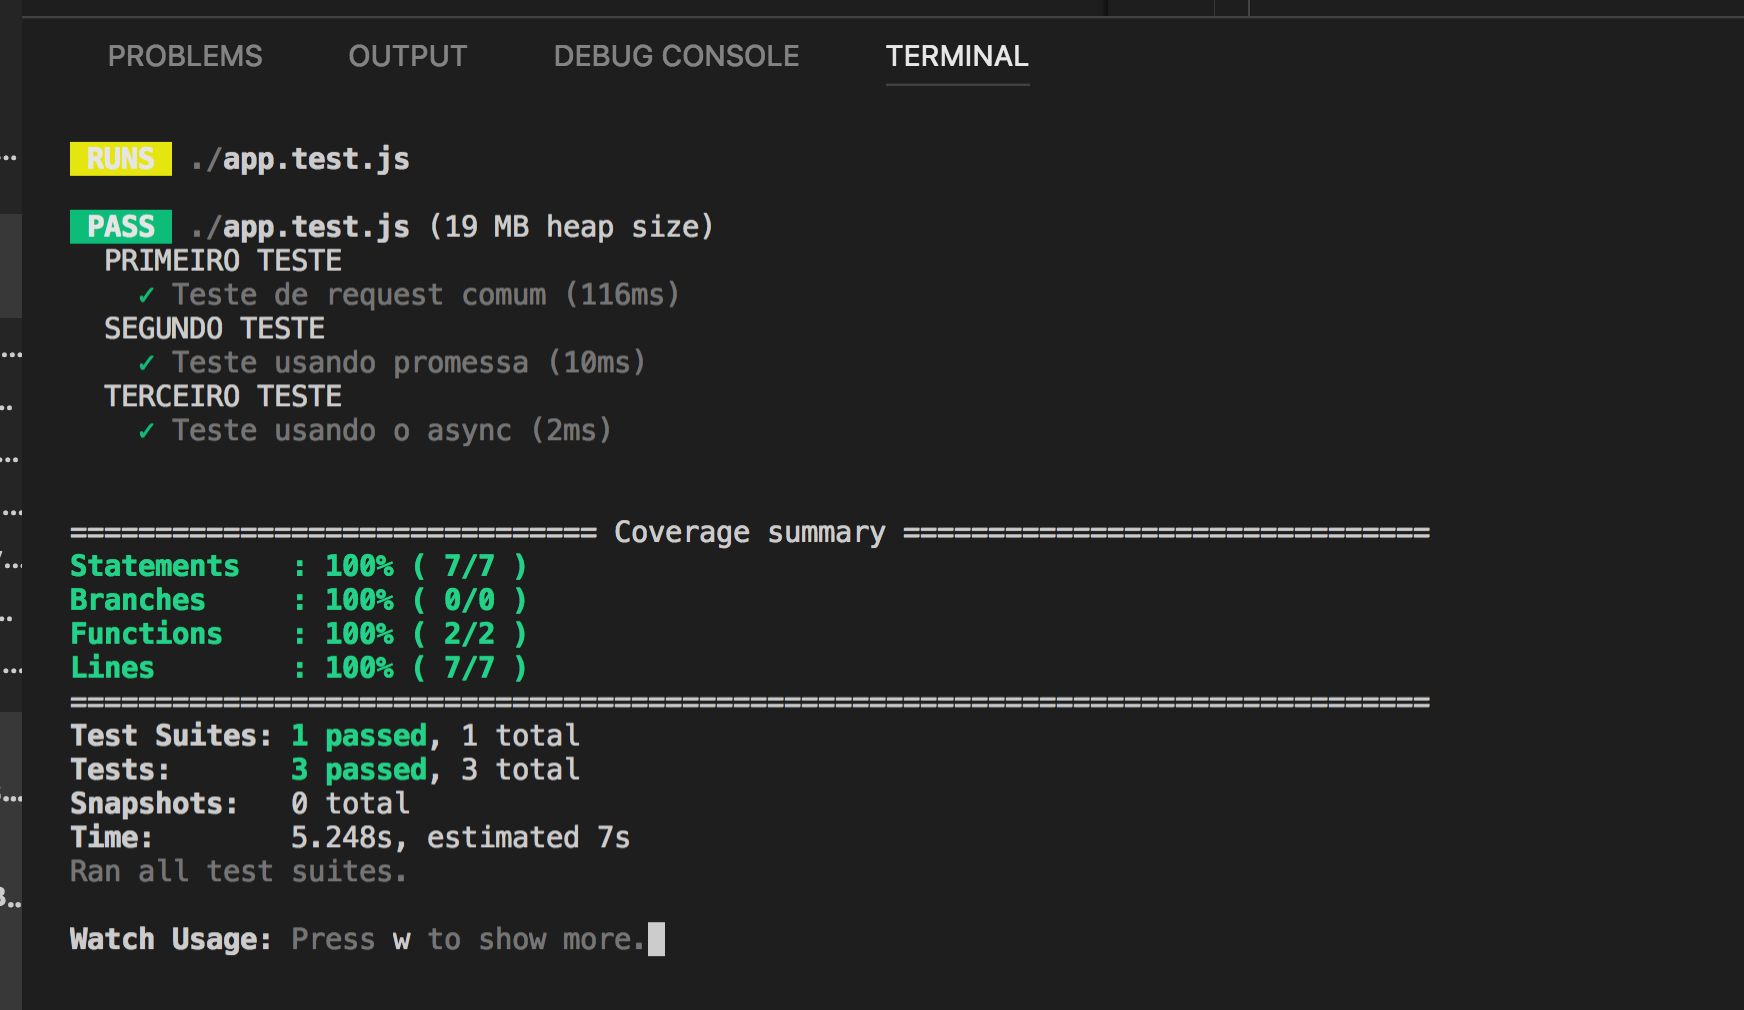 PROBLEMS OUTPUT DEBUG CONSOLE TERMINAL
RUNS ./app.test.js
PASS ./app.test.js (19 MB heap size)
PRIMEIRO TESTE
✓ Teste de request comum (116ms)
SEGUNDO TESTE
✓ Teste usando promessa (10ms)
TERCEIRO TESTE
✓ Teste usando o async (2ms)
=============================== Coverage summary ===============================
Statements : 100% ( 7/7 )
Branches : 100% ( 0/0 )
Functions : 100% ( 2/2 )
Lines : 100% ( 7/7 )
================================================================================
Test Suites: 1 passed, 1 total
Tests: 3 passed, 3 total
Snapshots: 0 total
Time: 5.248s, estimated 7s
Ran all test suites.
Watch Usage: Press w to show more.